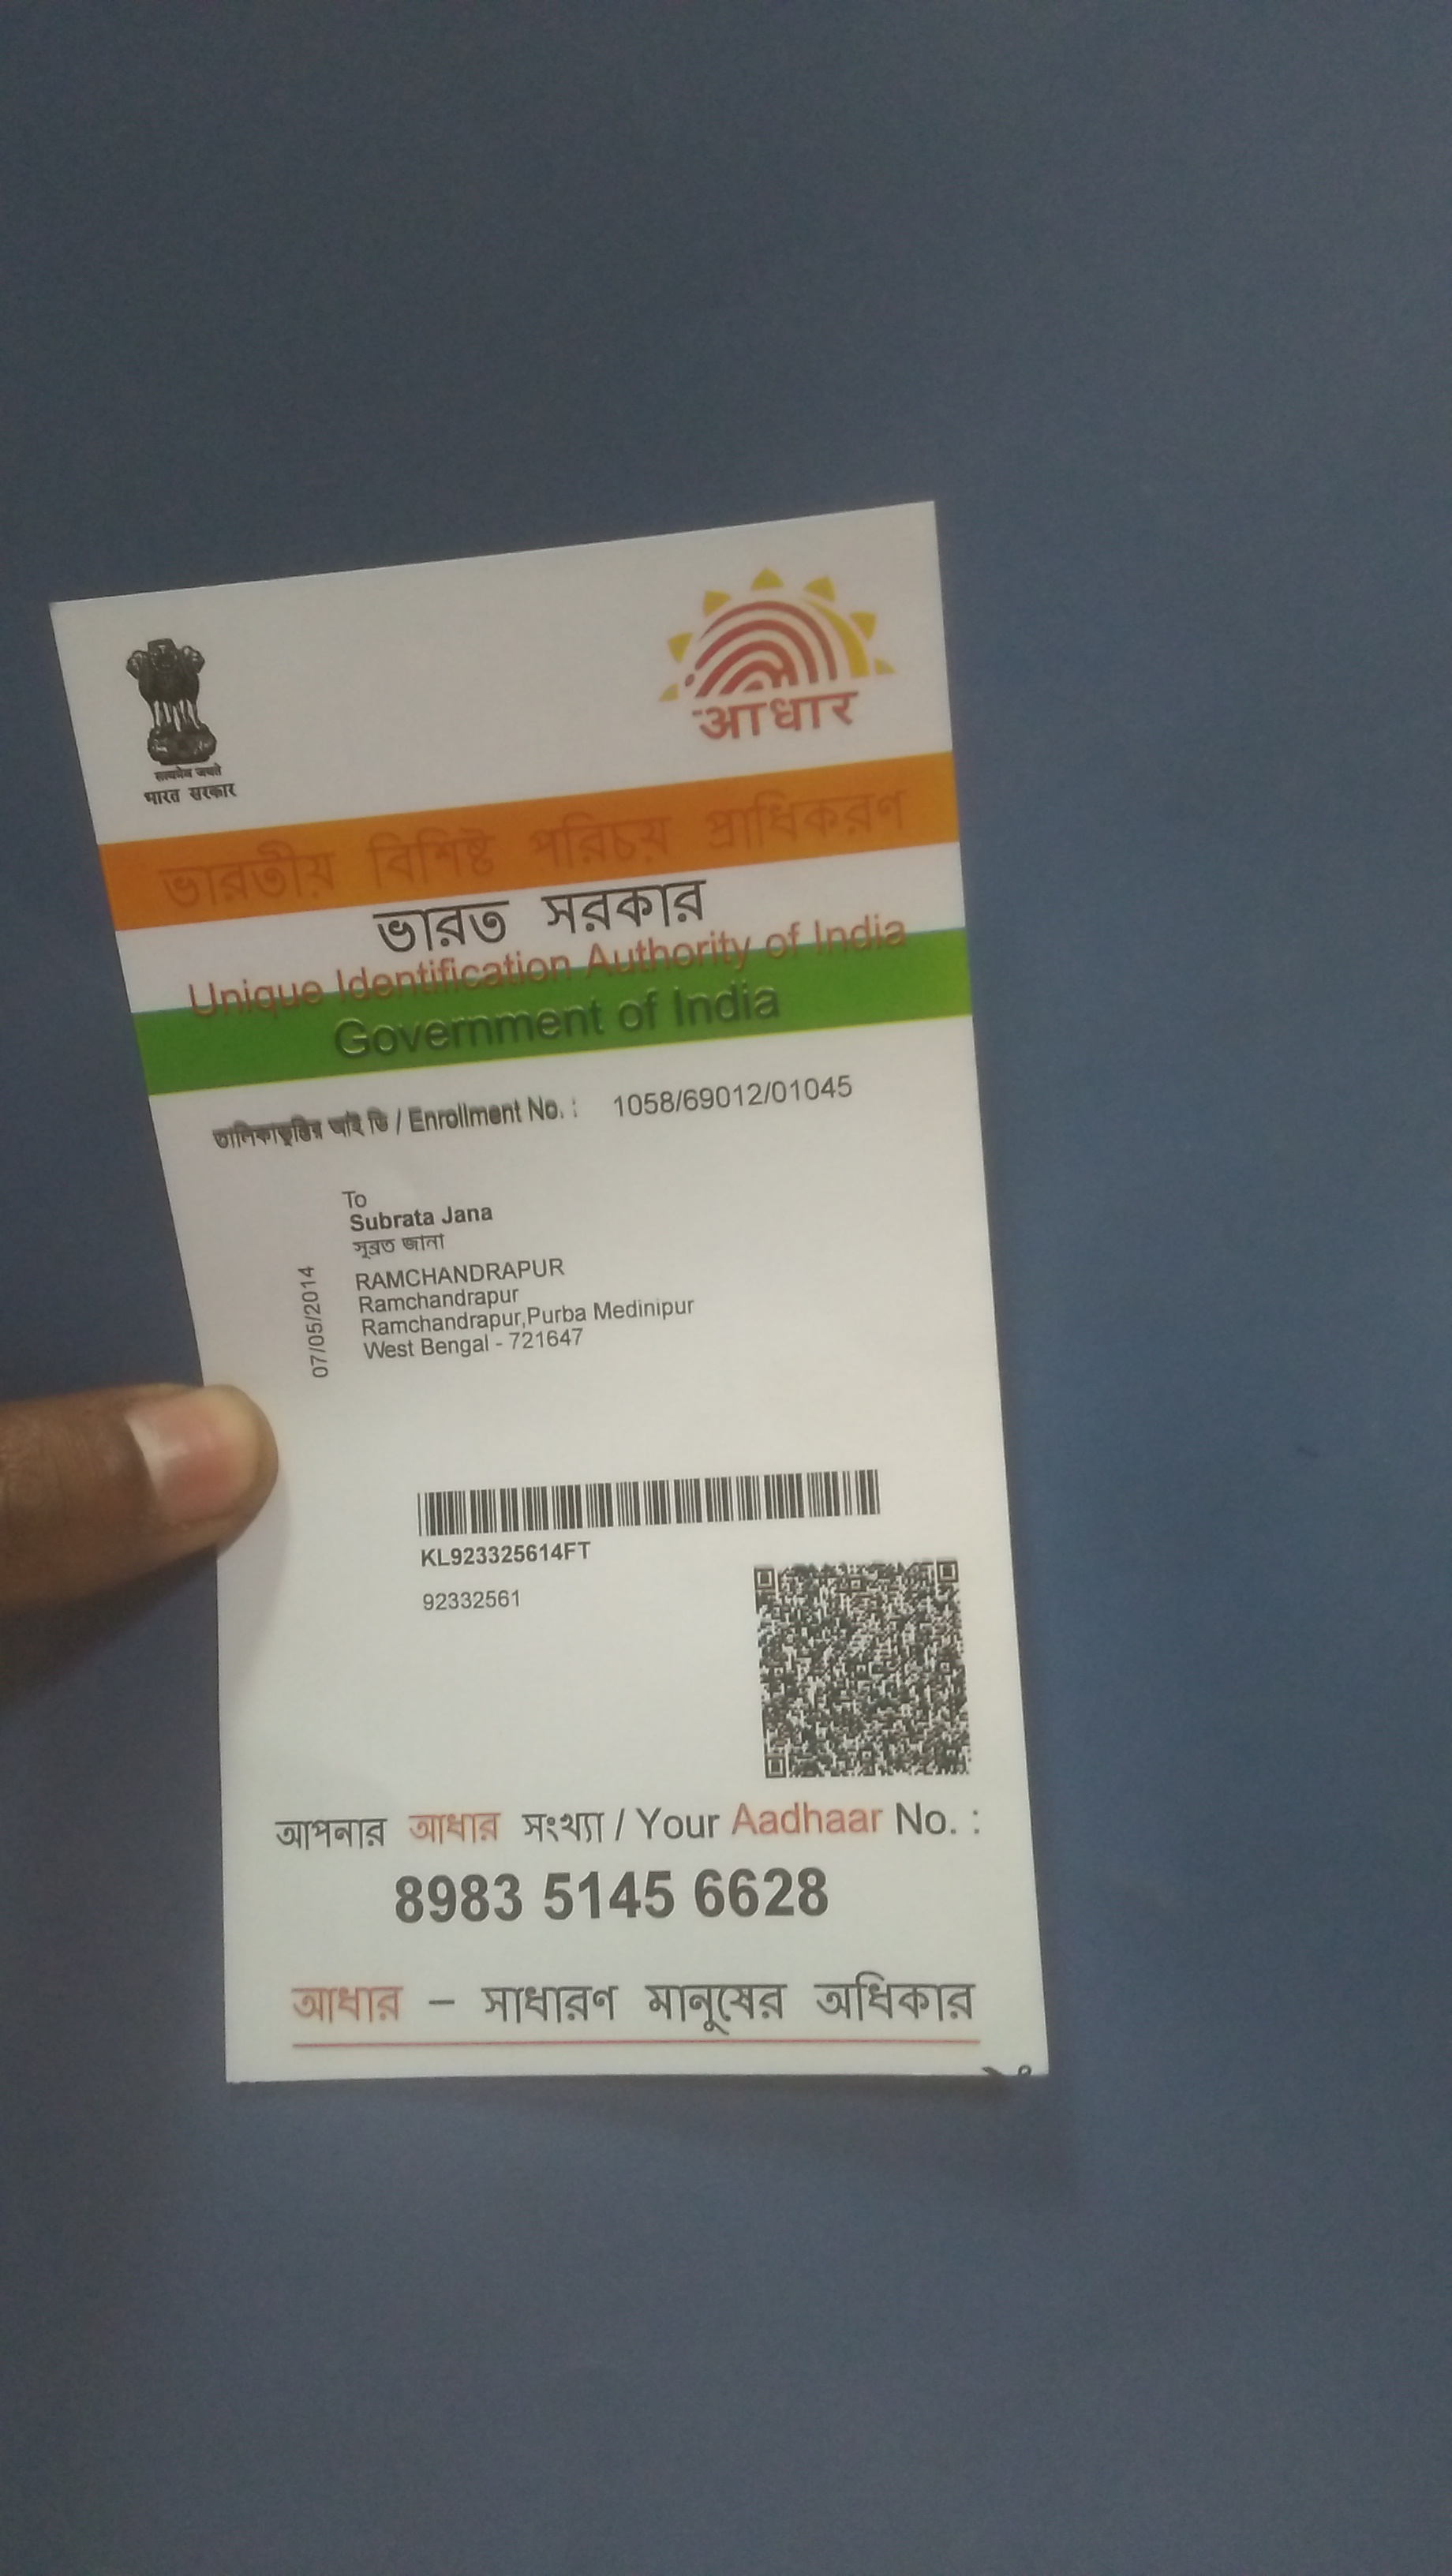 सत्यमेव जयते
भारत सरकार
आधार
ভারতীয় বিশিষ্ট পরিচয় প্রাধিকরণ
ভারত সরকার
Unique Identification Authority of India
Government of India
তালিকাভুক্তির আই ডি / Enrollment No. : 1058/69012/01045
To
Subrata Jana
সুব্রত জানা
RAMCHANDRAPUR
Ramchandrapur
Ramchandrapur,Purba Medinipur
West Bengal - 721647
07/05/2014
KL923325614FT
92332561
আপনার আধার সংখ্যা / Your Aadhaar No. :
8983 5145 6628
আধার – সাধারণ মানুষের অধিকার